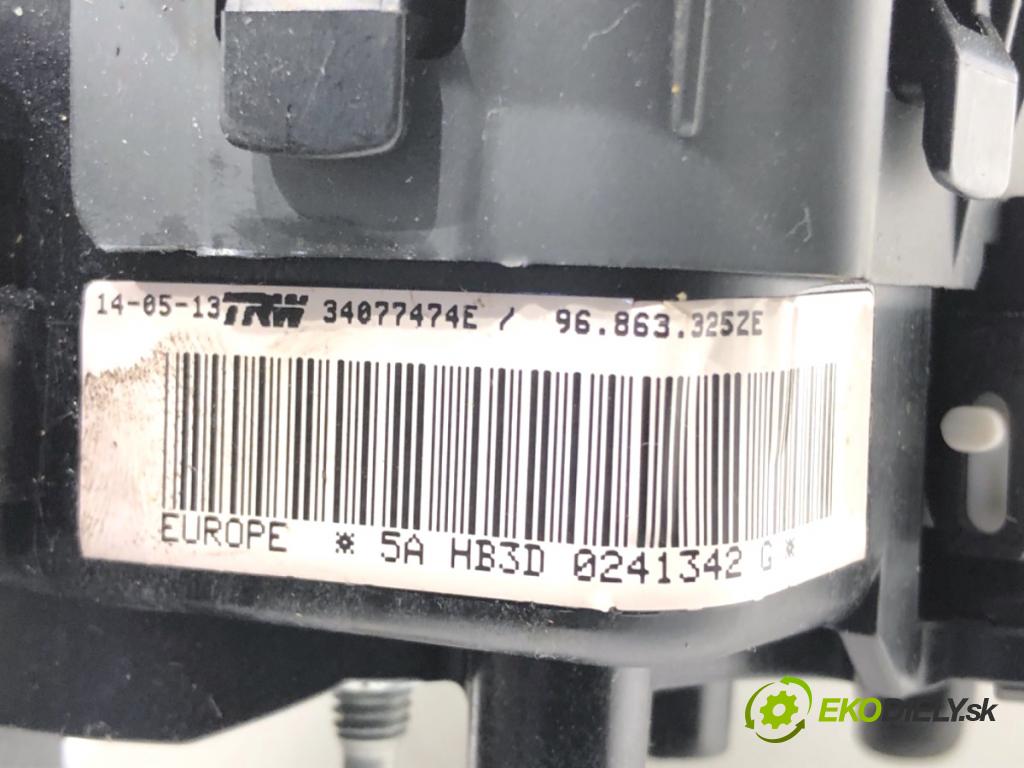 14-05-13 TRW 34077474E / 96.863.325ZE
EUROPE * 5A HB3D 0241342 G *
EKODIELY.sk